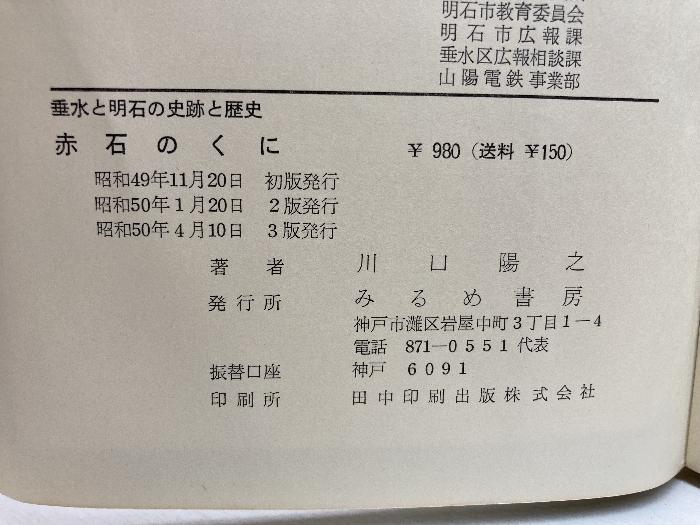 明石市教育委員会
明石市広報課
垂水区広報相談課
山陽電鉄事業部
垂水と明石の史跡と歴史
赤石のくに ￥980（送料￥150）
昭和49年11月20日 初版発行
昭和50年1月20日 2版発行
昭和50年4月10日 3版発行
著者 川口陽之
発行所 みるめ書房
神戸市灘区岩屋中町3丁目1－4
電話 871－0551代表
振替口座 神戸 6091
印刷所 田中印刷出版株式会社